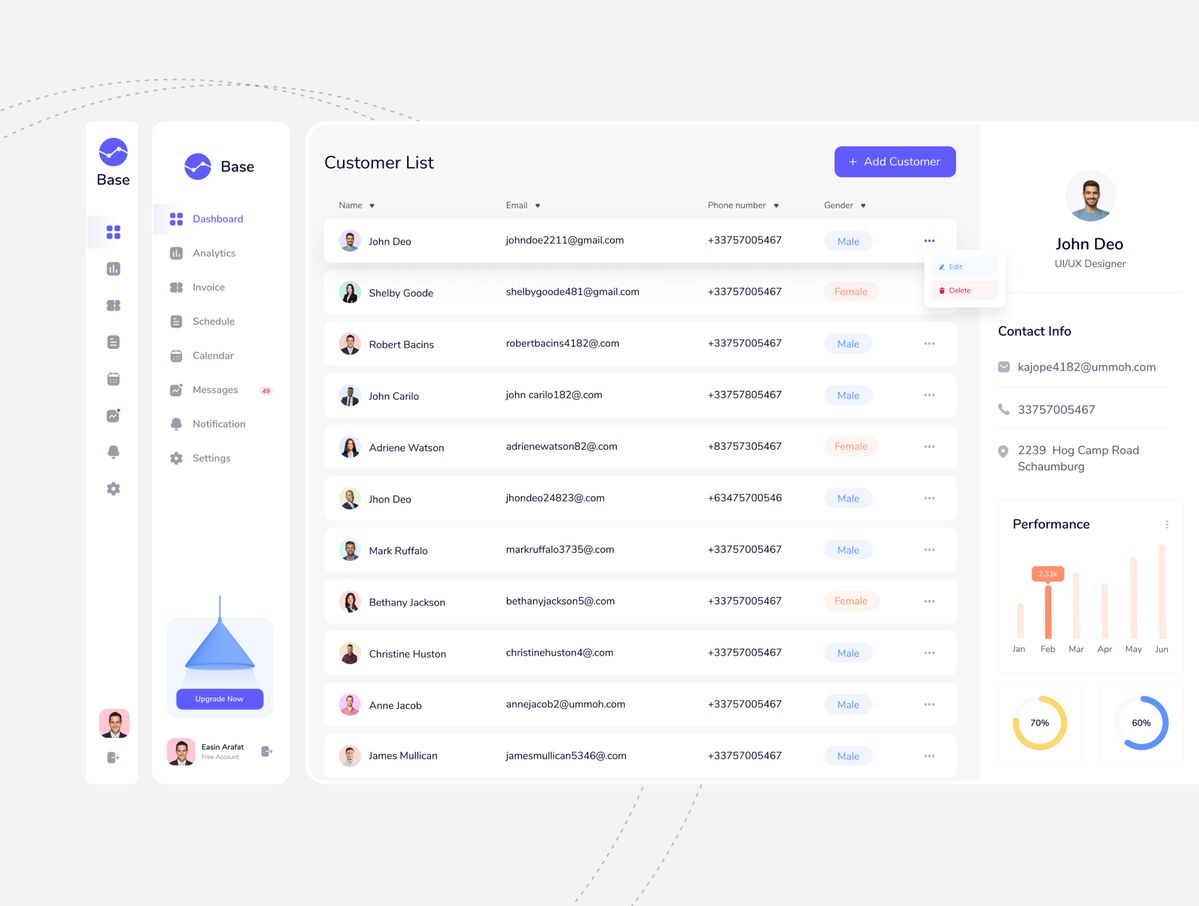 Base
Base
Dashboard
Analytics
Invoice
Schedule
Calendar
Messages 49
Notification
Settings
Upgrade Now
Easin Arafat
Free Account
Customer List
+ Add Customer
Name Email Phone number Gender
John Deo johndoe2211@gmail.com +33757005467 Male
Edit
Delete
Shelby Goode shelbygoode481@gmail.com +33757005467 Female
Robert Bacins robertbacins4182@.com +33757005467 Male
John Carilo john carilo182@.com +33757805467 Male
Adriene Watson adrienewatson82@.com +83757305467 Female
Jhon Deo jhondeo24823@.com +63475700546 Male
Mark Ruffalo markruffalo3735@.com +33757005467 Male
Bethany Jackson bethanyjackson5@.com +33757005467 Female
Christine Huston christinehuston4@.com +33757005467 Male
Anne Jacob annejacob2@ummoh.com +33757005467 Male
James Mullican jamesmullican5346@.com +33757005467 Male
John Deo
UI/UX Designer
Contact Info
kajope4182@ummoh.com
33757005467
2239 Hog Camp Road
Schaumburg
Performance
2.33k
Jan Feb Mar Apr May Jun
70% 60%